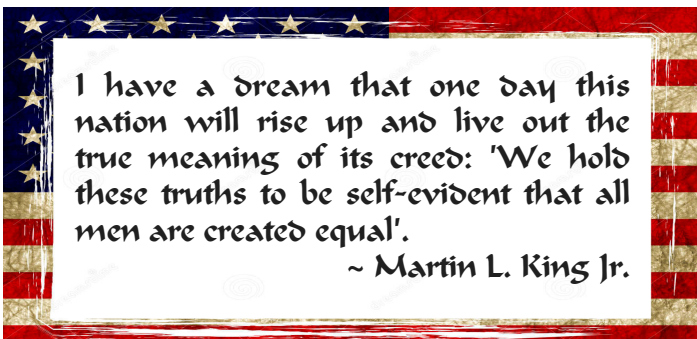 I have a dream that one day this
nation will rise up and live out the
true meaning of its creed: 'We hold
these truths to be self-evident that all
men are created equal'.
~ Martin L. King Jr.